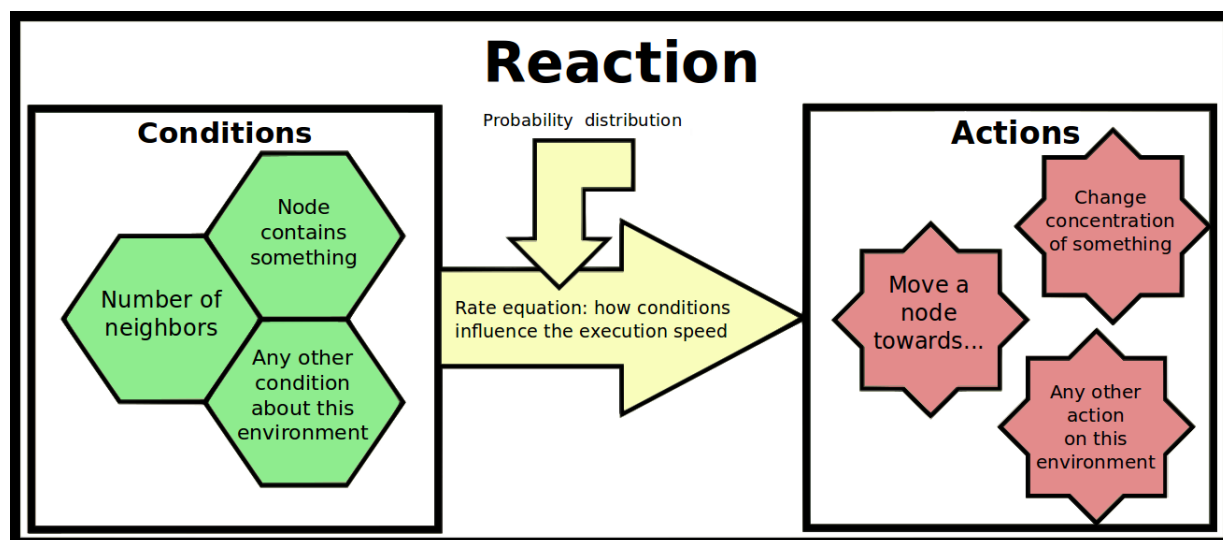 Reaction
Conditions
Node
contains
something
Number of
neighbors
Any other
condition
about this
environment
Probability distribution
Rate equation: how conditions
influence the execution speed
Actions
Change
concentration
of something
Move a
node
towards...
Any other
action
on this
environment